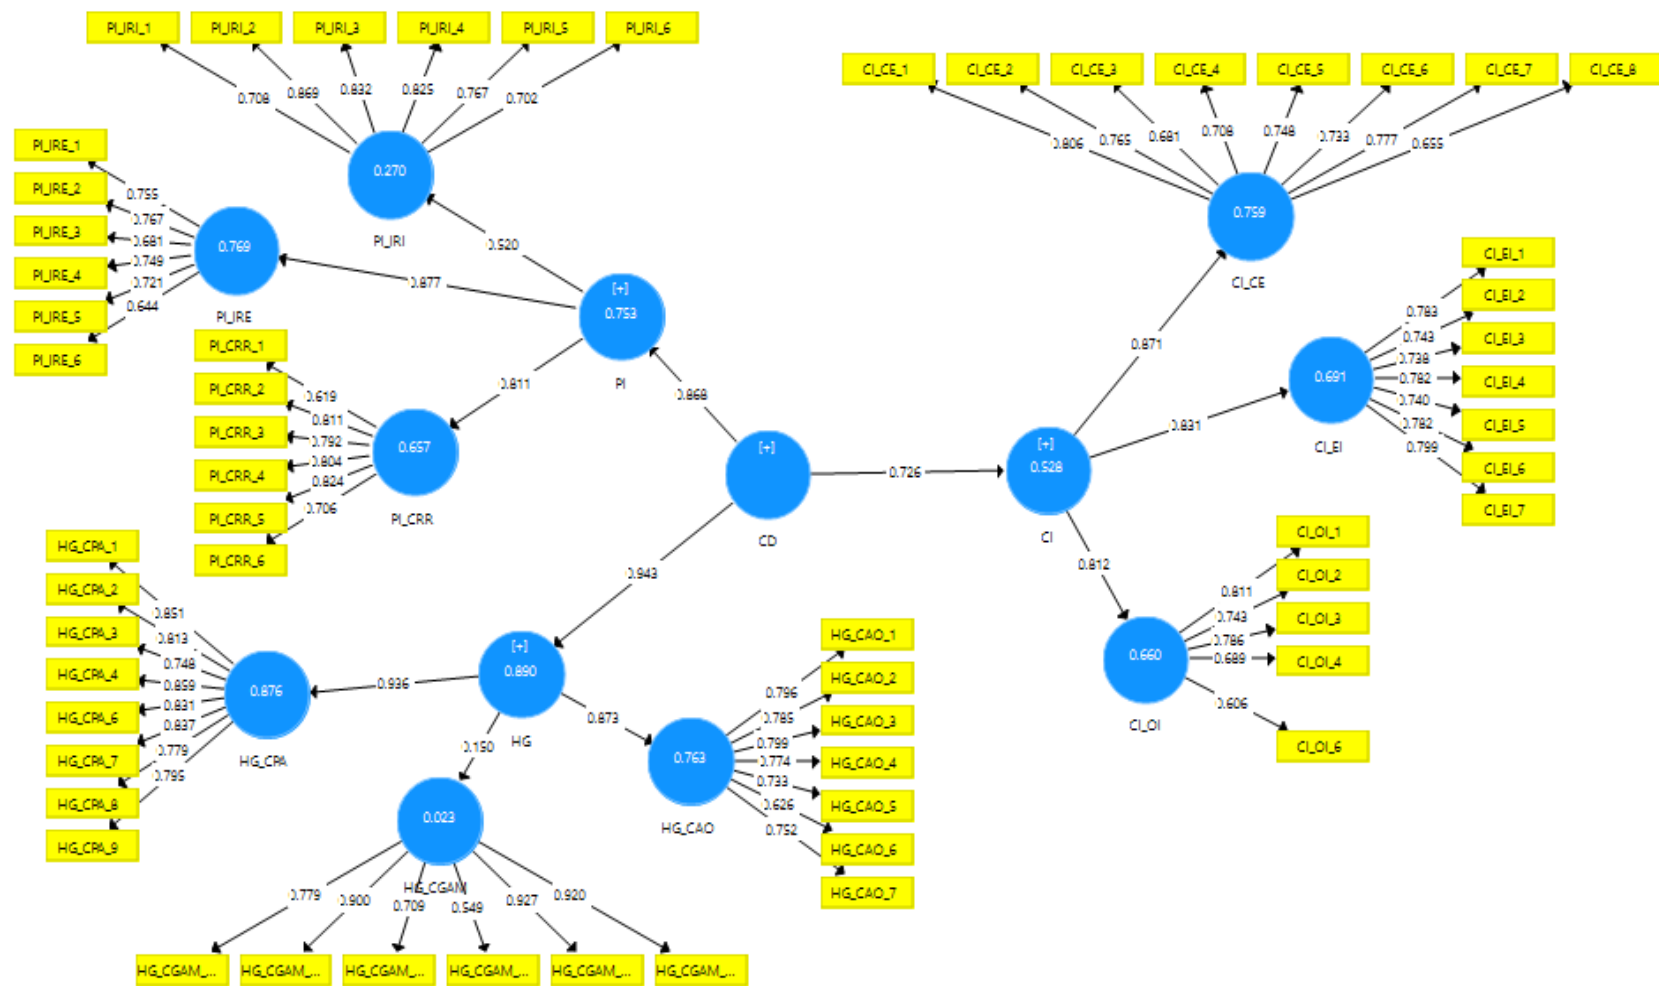 PI_IRI_1
PI_IRI_2
PI_IRI_3
PI_IRI_4
PI_IRI_5
PI_IRI_6
0.708
0.869
0.832
0.825
0.767
0.702
0.270
PI_IRI
PI_IRE_1
PI_IRE_2
PI_IRE_3
PI_IRE_4
PI_IRE_5
PI_IRE_6
0.755
0.767
0.681
0.749
0.721
0.644
0.769
PI_IRE
0.520
0.877
[+]
0.753
PI
0.811
0.868
PI_CRR_1
PI_CRR_2
PI_CRR_3
PI_CRR_4
PI_CRR_5
PI_CRR_6
0.619
0.811
0.792
0.804
0.824
0.706
0.657
PI_CRR
[+]
CD
0.726
0.943
CI_CE_1
CI_CE_2
CI_CE_3
CI_CE_4
CI_CE_5
CI_CE_6
CI_CE_7
CI_CE_8
0.806
0.765
0.681
0.708
0.748
0.733
0.777
0.655
0.759
CI_CE
0.871
0.831
[+]
0.528
CI
0.812
CI_EI_1
CI_EI_2
CI_EI_3
CI_EI_4
CI_EI_5
CI_EI_6
CI_EI_7
0.783
0.743
0.738
0.782
0.740
0.782
0.799
0.691
CI_EI
CI_OI_1
CI_OI_2
CI_OI_3
CI_OI_4
CI_OI_6
0.811
0.743
0.786
0.689
0.606
0.660
CI_OI
HG_CPA_1
HG_CPA_2
HG_CPA_3
HG_CPA_4
HG_CPA_6
HG_CPA_7
HG_CPA_8
HG_CPA_9
0.851
0.813
0.748
0.859
0.831
0.837
0.779
0.795
0.876
HG_CPA
0.936
[+]
0.890
HG
0.873
0.150
HG_CAO_1
HG_CAO_2
HG_CAO_3
HG_CAO_4
HG_CAO_5
HG_CAO_6
HG_CAO_7
0.796
0.785
0.799
0.774
0.733
0.626
0.752
0.763
HG_CAO
0.023
HG_CGAM
0.779
0.900
0.709
0.549
0.927
0.920
HG_CGAM_...
HG_CGAM_...
HG_CGAM_...
HG_CGAM_...
HG_CGAM_...
HG_CGAM_...